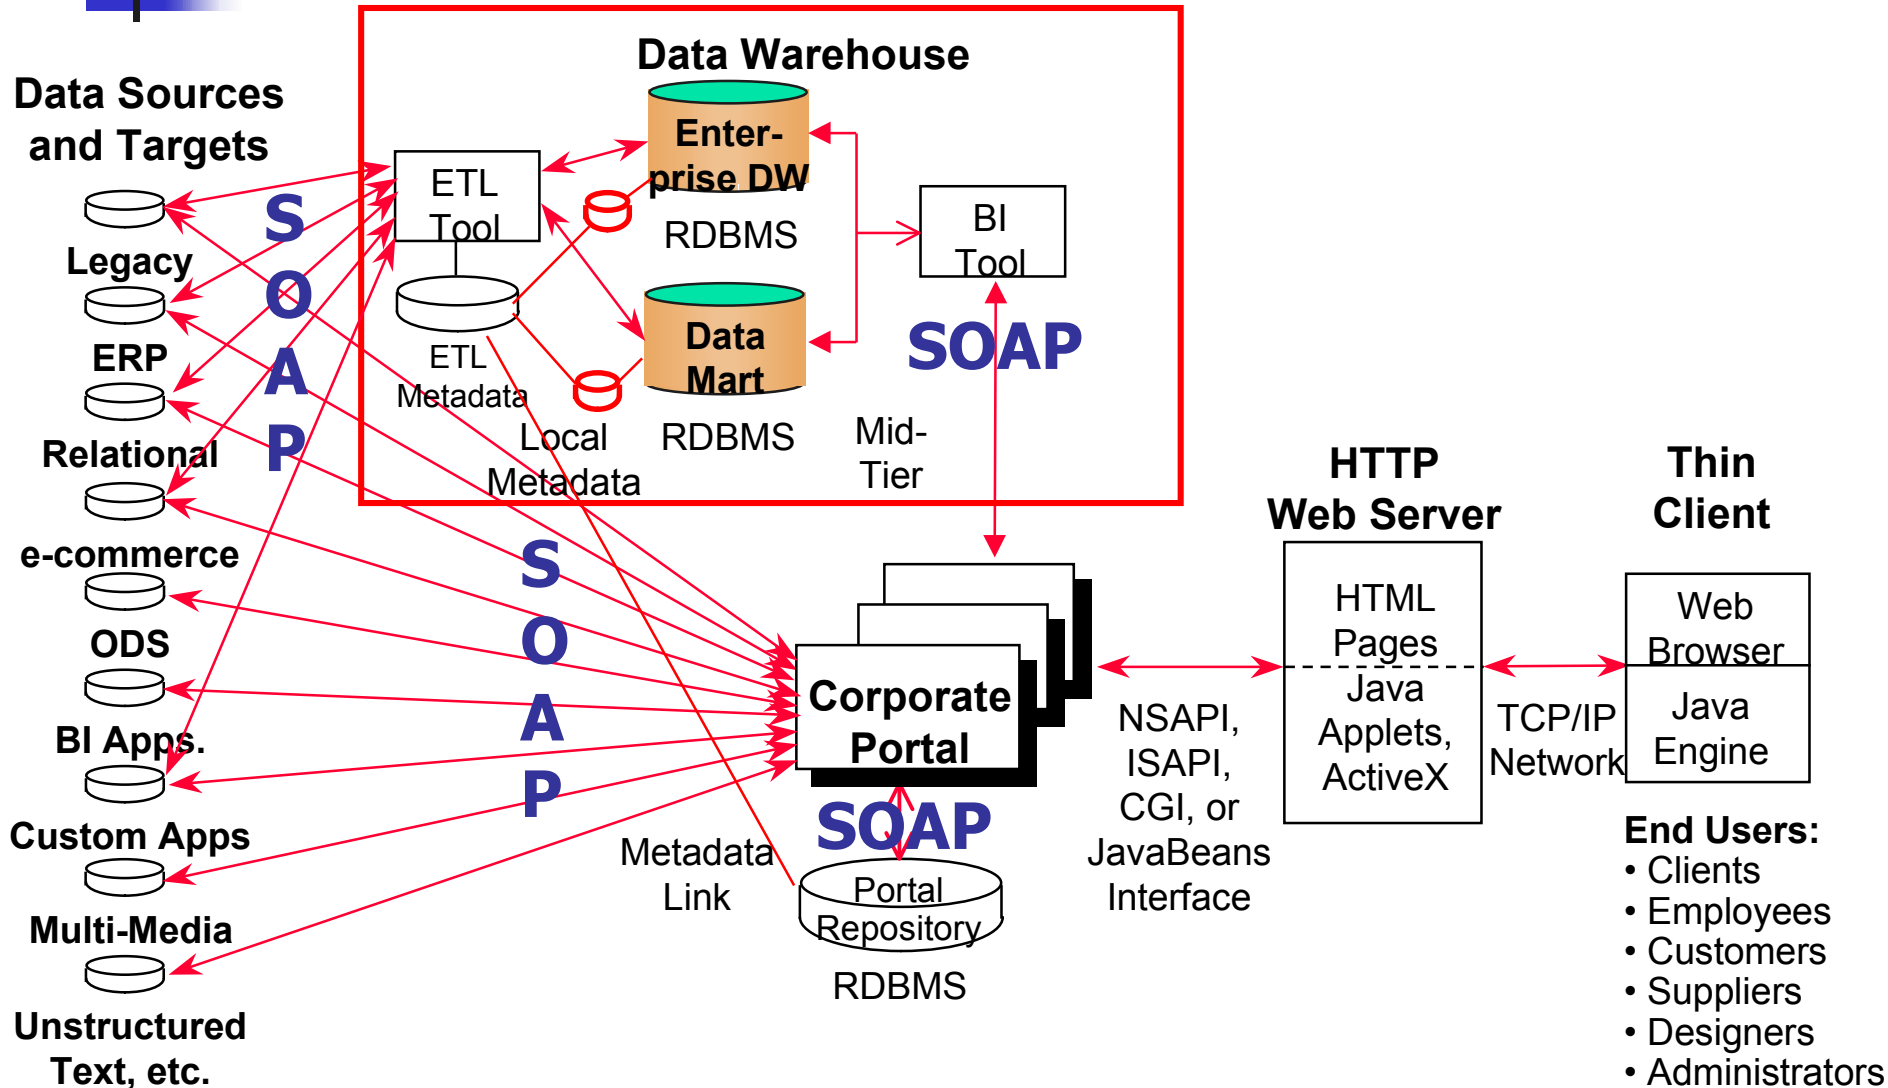 Data Warehouse
Data Sources
and Targets
Legacy
ERP
Relational
e-commerce
ODS
BI Apps.
Custom Apps
Multi-Media
Unstructured
Text, etc.
S
O
A
P
ETL
Tool
ETL
Metadata
Local
Metadata
Enter-
prise DW
RDBMS
Data
Mart
RDBMS
BI
Tool
SOAP
Mid-
Tier
S
O
A
P
Corporate
Portal
SOAP
Metadata
Link
Portal
Repository
RDBMS
NSAPI,
ISAPI,
CGI, or
JavaBeans
Interface
HTTP
Web Server
HTML
Pages
Java
Applets,
ActiveX
TCP/IP
Network
Thin
Client
Web
Browser
Java
Engine
End Users:
• Clients
• Employees
• Customers
• Suppliers
• Designers
• Administrators